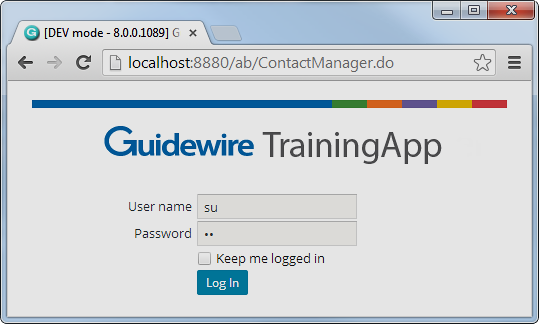 [DEV mode - 8.0.0.1089] G
localhost:8880/ab/ContactManager.do
Guidewire TrainingApp
User name su
Password ••
Keep me logged in
Log In